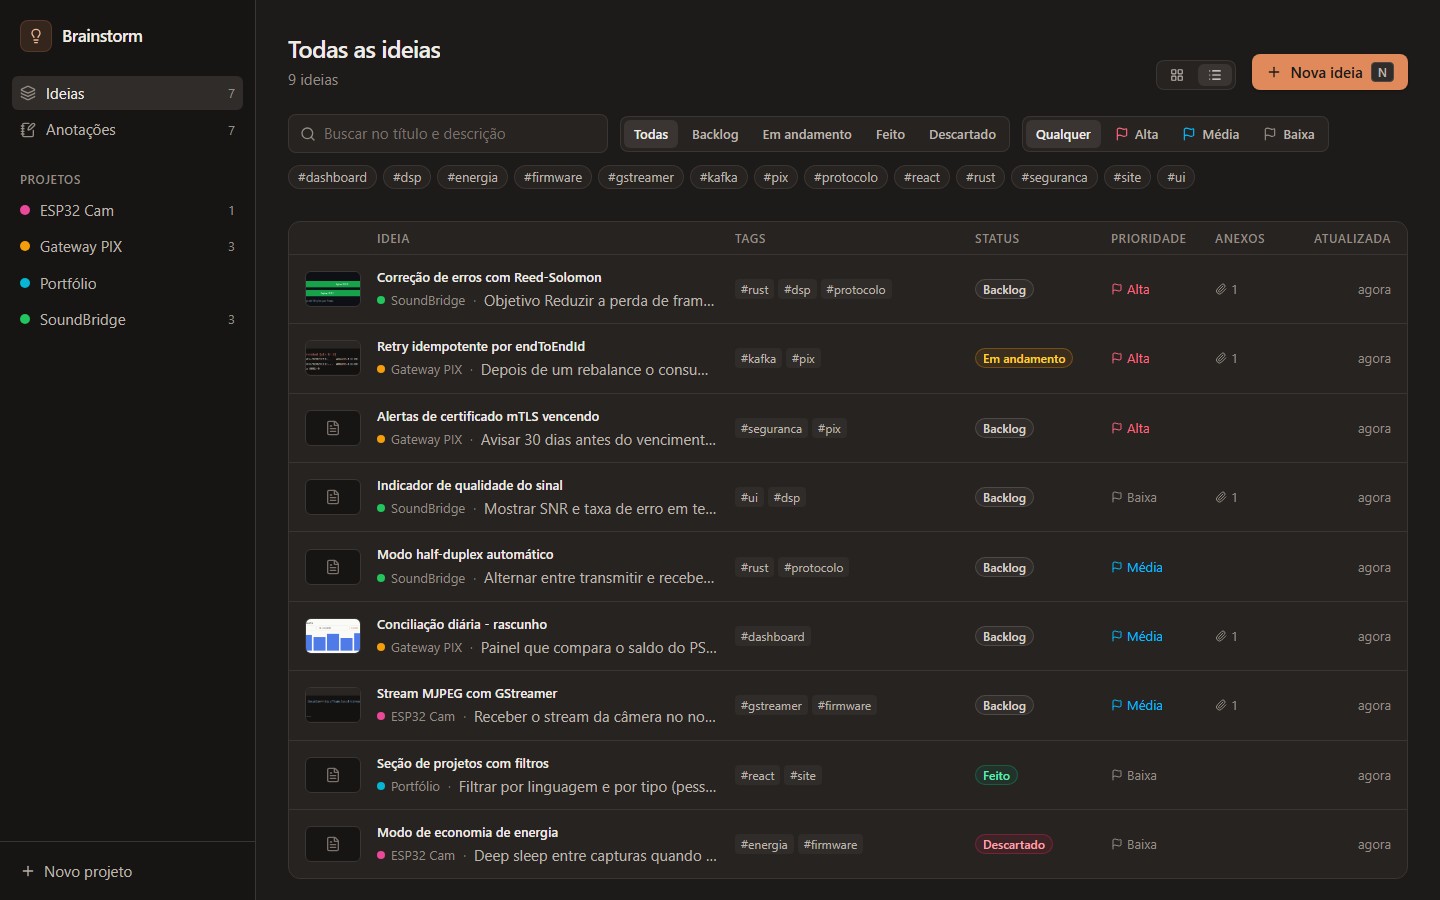 Brainstorm
Ideias 7
Anotações 7
PROJETOS
ESP32 Cam 1
Gateway PIX 3
Portfólio
SoundBridge 3
Novo projeto
Todas as ideias
9 ideias
Nova ideia N
Buscar no título e descrição
Todas Backlog Em andamento Feito Descartado
Qualquer Alta Média Baixa
#dashboard #dsp #energia #firmware #gstreamer #kafka #pix #protocolo #react #rust #seguranca #site #ui
IDEIA TAGS STATUS PRIORIDADE ANEXOS ATUALIZADA
Correção de erros com Reed-Solomon
SoundBridge · Objetivo Reduzir a perda de fram...
#rust #dsp #protocolo Backlog Alta 1 agora
Retry idempotente por endToEndId
Gateway PIX · Depois de um rebalance o consu...
#kafka #pix Em andamento Alta 1 agora
Alertas de certificado mTLS vencendo
Gateway PIX · Avisar 30 dias antes do venciment...
#seguranca #pix Backlog Alta agora
Indicador de qualidade do sinal
SoundBridge · Mostrar SNR e taxa de erro em te...
#ui #dsp Backlog Baixa 1 agora
Modo half-duplex automático
SoundBridge · Alternar entre transmitir e recebe...
#rust #protocolo Backlog Média agora
Conciliação diária - rascunho
Gateway PIX · Painel que compara o saldo do PS...
#dashboard Backlog Média 1 agora
Stream MJPEG com GStreamer
ESP32 Cam · Receber o stream da câmera no no...
#gstreamer #firmware Backlog Média 1 agora
Seção de projetos com filtros
Portfólio · Filtrar por linguagem e por tipo (pess...
#react #site Feito Baixa agora
Modo de economia de energia
ESP32 Cam · Deep sleep entre capturas quando ...
#energia #firmware Descartado Baixa agora